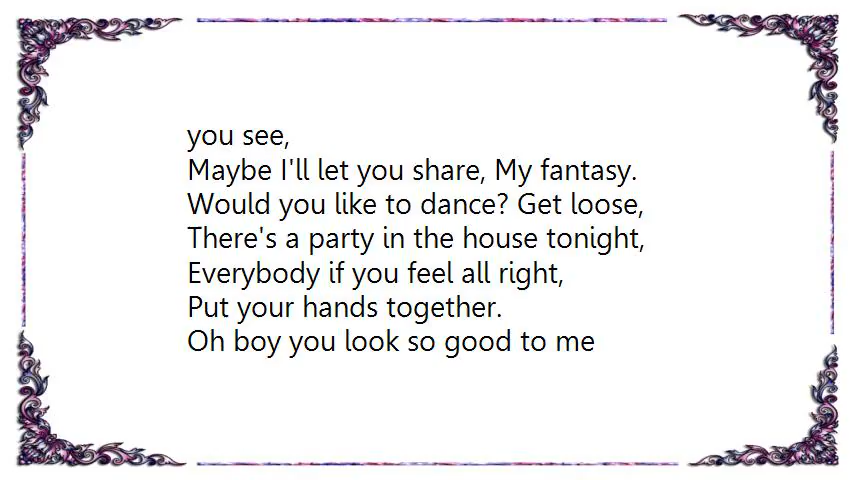 you see,
Maybe I'll let you share, My fantasy.
Would you like to dance? Get loose,
There's a party in the house tonight,
Everybody if you feel all right,
Put your hands together.
Oh boy you look so good to me